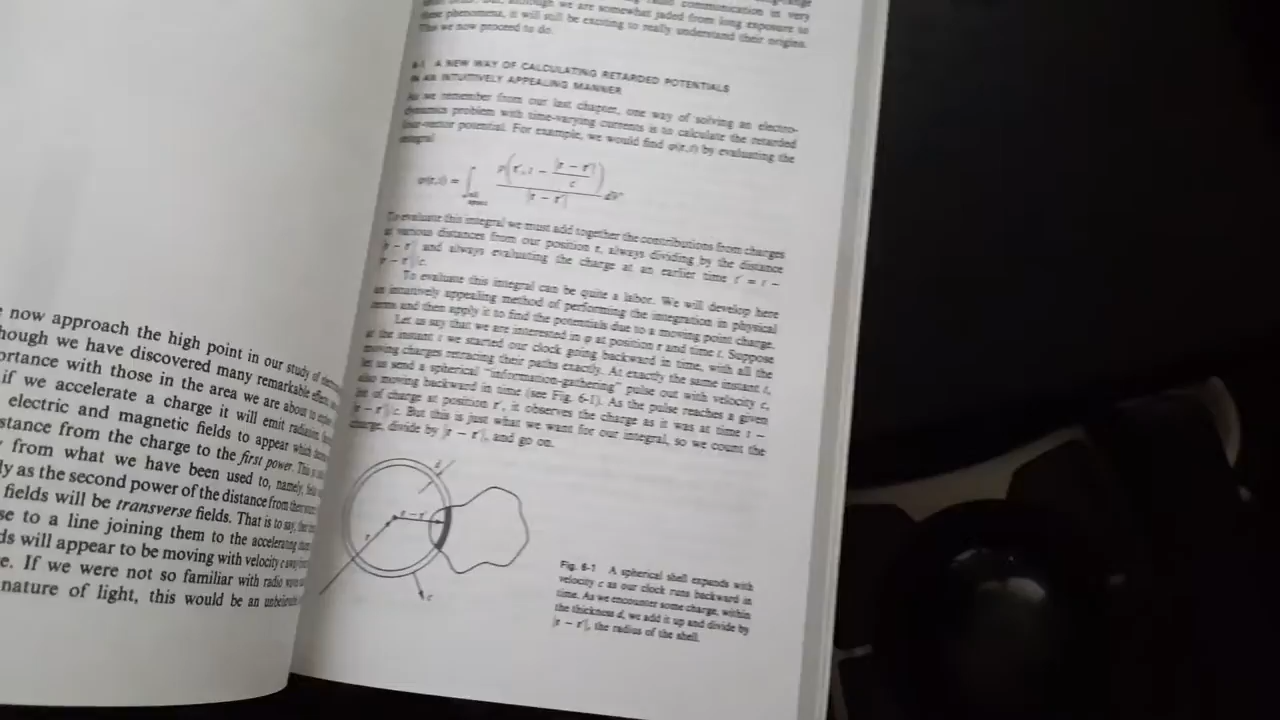 now approach the high point in our study of
hough we have discovered many remarkable effects
ortance with those in the area we are about to
if we accelerate a charge it will emit radiation
electric and magnetic fields to appear which
stance from the charge to the first power. This is
from what we have been used to, namely,
ly as the second power of the distance from the
fields will be transverse fields. That is to say,
se to a line joining them to the accelerating
ds will appear to be moving with velocity c away
e. If we were not so familiar with radio
nature of light, this would be an
communication in very
although we are somewhat jaded from long exposure to
these phenomena, it will still be exciting to really understand their origins.
This we now proceed to do.
6-1 A NEW WAY OF CALCULATING RETARDED POTENTIALS
IN AN INTUITIVELY APPEALING MANNER
As we remember from our last chapter, one way of solving an electro-
dynamics problem with time-varying currents is to calculate the retarded
four-vector potential. For example, we would find φ(r,t) by evaluating the
integral
φ(r,t) = ∫ ρ(r', t − |r − r'|/c) / |r − r'| dV'
all space
To evaluate this integral we must add together the contributions from charges
at various distances from our position r, always dividing by the distance
|r − r'| and always evaluating the charge at an earlier time t' = t −
|r − r'|/c.
To evaluate this integral can be quite a labor. We will develop here
an intuitively appealing method of performing the integration in physical
terms and then apply it to find the potentials due to a moving point charge.
Let us say that we are interested in φ at position r and time t. Suppose
at the instant t we started our clock going backward in time, with all the
moving charges retracing their paths exactly. At exactly the same instant t,
let us send a spherical "information-gathering" pulse out with velocity c,
also moving backward in time (see Fig. 6-1). As the pulse reaches a given
bit of charge at position r', it observes the charge as it was at time t −
|r − r'|/c. But this is just what we want for our integral, so we count the
charge, divide by |r − r'|, and go on.
d
r − r'
r
c
Fig. 6-1 A spherical shell expands with
velocity c as our clock runs backward in
time. As we encounter some charge, within
the thickness d, we add it up and divide by
|r − r'|, the radius of the shell.